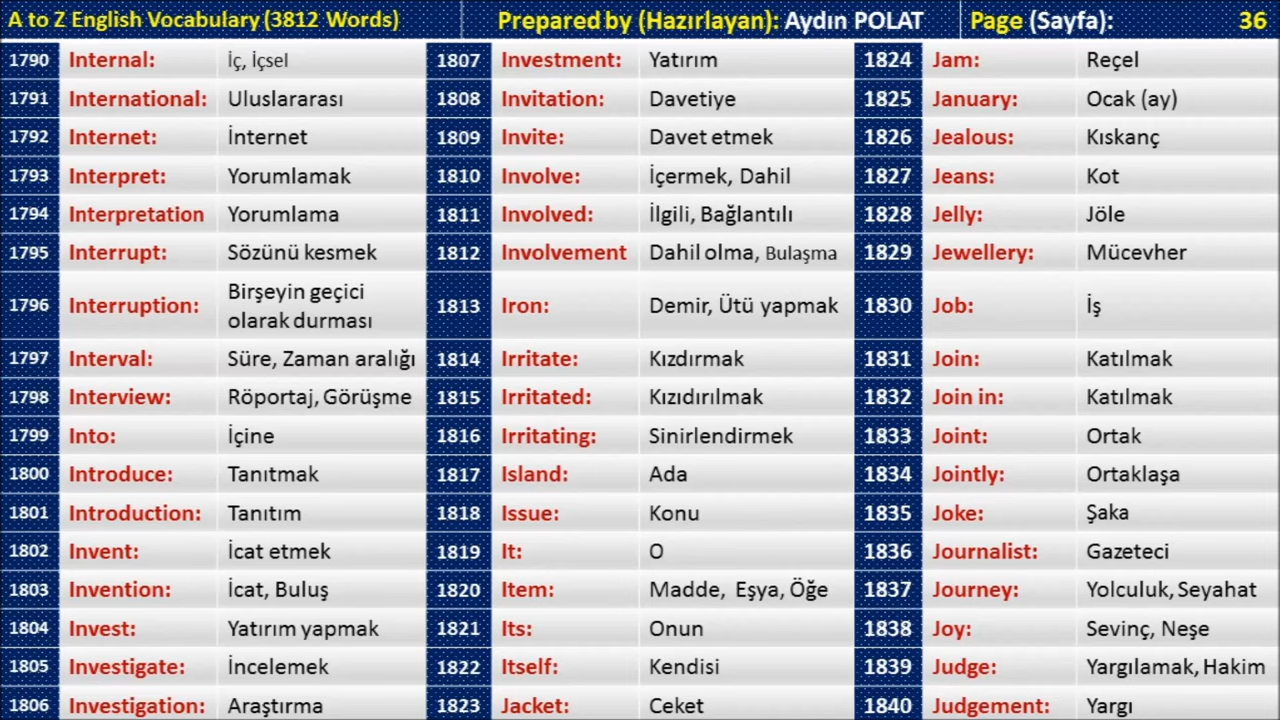 A to Z English Vocabulary (3812 Words) Prepared by (Hazırlayan): Aydın POLAT Page (Sayfa): 36
1790 Internal: İç, İçsel
1791 International: Uluslararası
1792 Internet: İnternet
1793 Interpret: Yorumlamak
1794 Interpretation Yorumlama
1795 Interrupt: Sözünü kesmek
1796 Interruption: Birşeyin geçici
olarak durması
1797 Interval: Süre, Zaman aralığı
1798 Interview: Röportaj, Görüşme
1799 Into: İçine
1800 Introduce: Tanıtmak
1801 Introduction: Tanıtım
1802 Invent: İcat etmek
1803 Invention: İcat, Buluş
1804 Invest: Yatırım yapmak
1805 Investigate: İncelemek
1806 Investigation: Araştırma
1807 Investment: Yatırım
1808 Invitation: Davetiye
1809 Invite: Davet etmek
1810 Involve: İçermek, Dahil
1811 Involved: İlgili, Bağlantılı
1812 Involvement Dahil olma, Bulaşma
1813 Iron: Demir, Ütü yapmak
1814 Irritate: Kızdırmak
1815 Irritated: Kızıdırılmak
1816 Irritating: Sinirlendirmek
1817 Island: Ada
1818 Issue: Konu
1819 It: O
1820 Item: Madde, Eşya, Öğe
1821 Its: Onun
1822 Itself: Kendisi
1823 Jacket: Ceket
1824 Jam: Reçel
1825 January: Ocak (ay)
1826 Jealous: Kıskanç
1827 Jeans: Kot
1828 Jelly: Jöle
1829 Jewellery: Mücevher
1830 Job: İş
1831 Join: Katılmak
1832 Join in: Katılmak
1833 Joint: Ortak
1834 Jointly: Ortaklaşa
1835 Joke: Şaka
1836 Journalist: Gazeteci
1837 Journey: Yolculuk, Seyahat
1838 Joy: Sevinç, Neşe
1839 Judge: Yargılamak, Hakim
1840 Judgement: Yargı